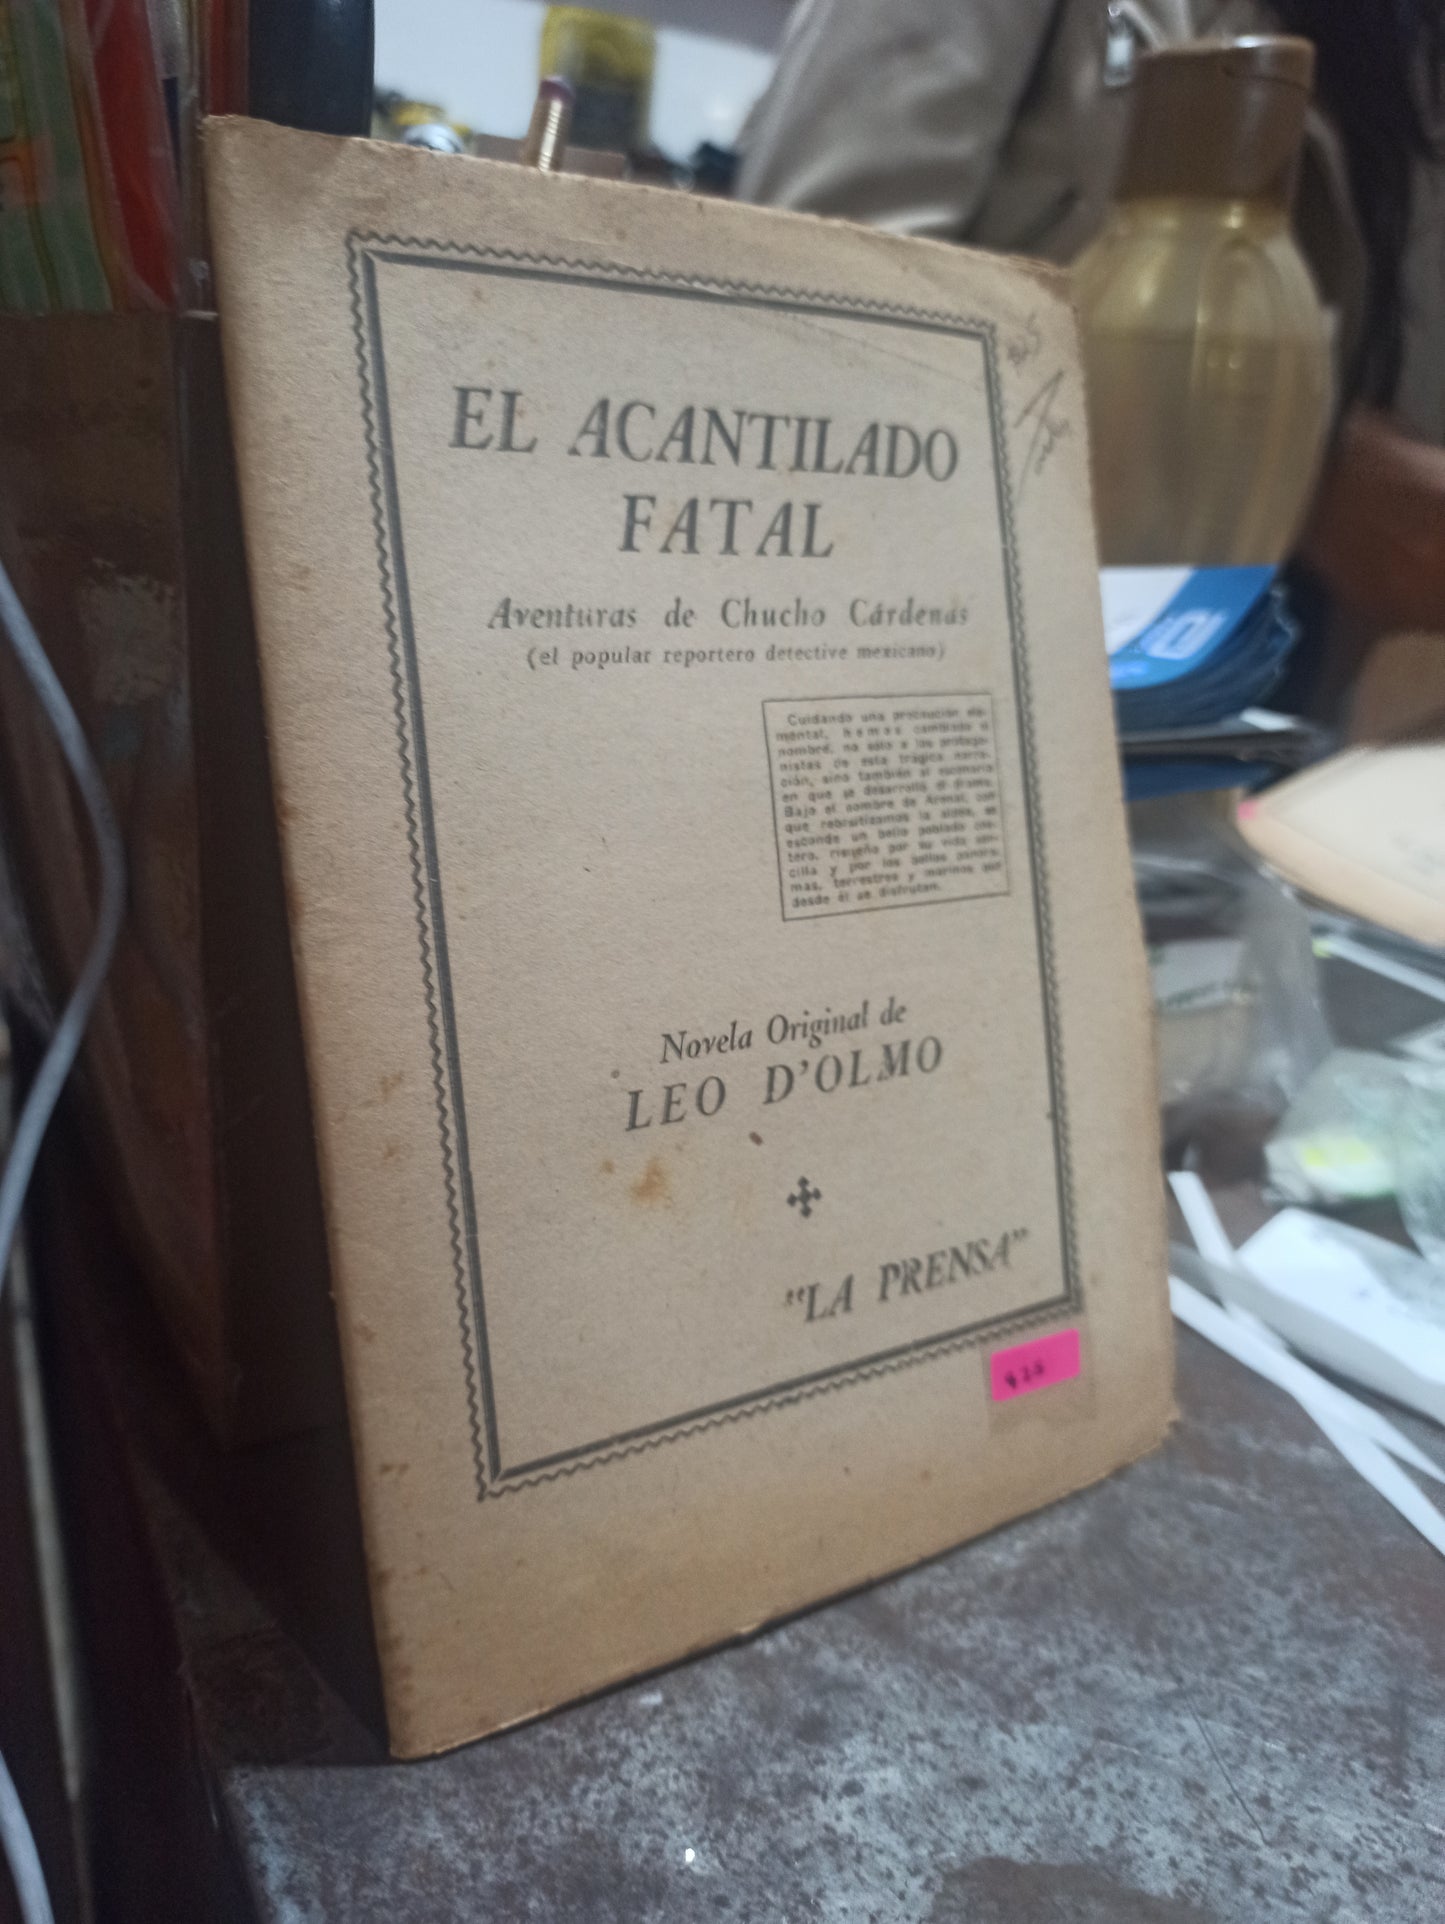 EL ACANTILADO
FATAL
Aventuras de Chucho Cárdenas
(el popular reportero detective mexicano)
Cuidando una precaución ele-
mental, hemos cambiado el
nombre, no sólo a los protago-
nistas de esta trágica narra-
ción, sino también al escenario
en que se desarrolló el drama.
Bajo el nombre de Arenal, con
que rebautizamos la aldea, se
esconde un bello poblado cos-
tero, risueño por su vida sen-
cilla y por los bellos panora-
mas, terrestres y marinos que
desde él se disfrutan.
Novela Original de
LEO D'OLMO
"LA PRENSA"